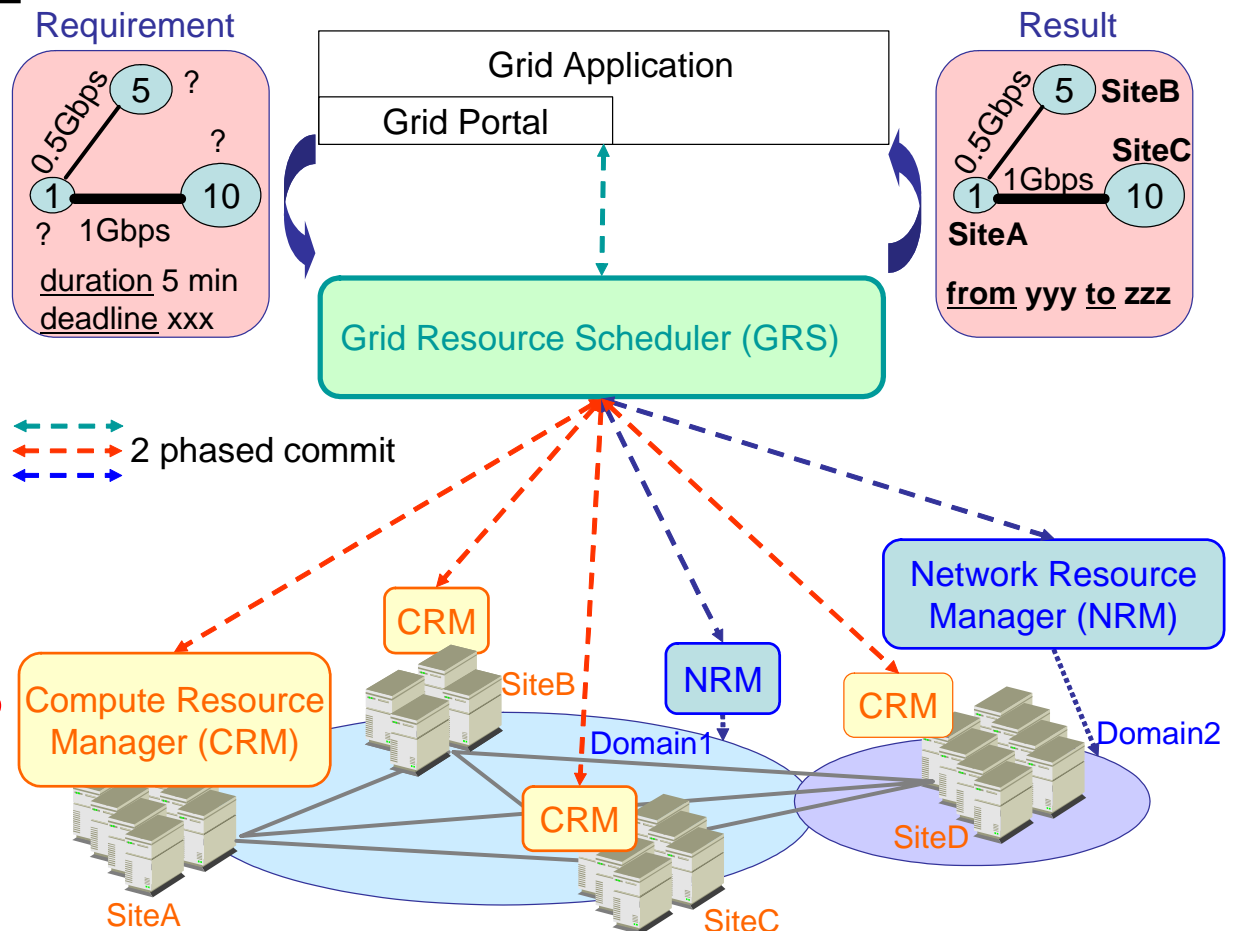 Requirement
5
?
0.5Gbps
?
1
10
?
1Gbps
duration 5 min
deadline xxx
Grid Application
Grid Portal
Result
5
SiteB
0.5Gbps
SiteC
1
1Gbps
10
SiteA
from yyy to zzz
Grid Resource Scheduler (GRS)
2 phased commit
Network Resource
Manager (NRM)
CRM
NRM
Compute Resource
Manager (CRM)
SiteB
CRM
Domain1
Domain2
CRM
SiteD
SiteA
SiteC